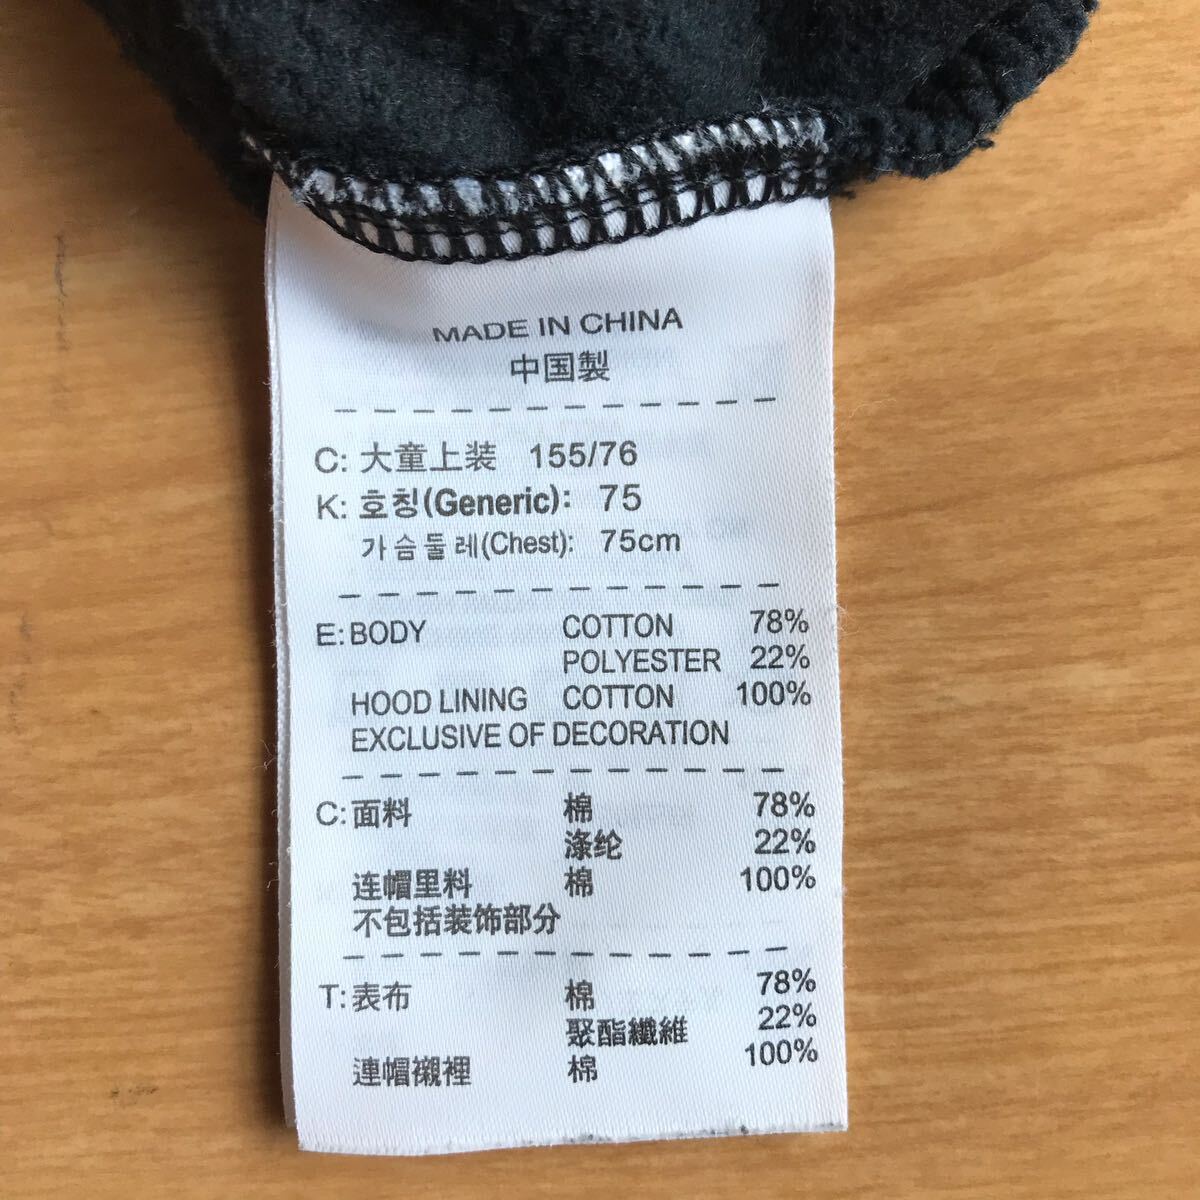 MADE IN CHINA
中国製
C: 大童上装 155/76
K: 호칭(Generic): 75
가슴둘레(Chest): 75cm
E: BODY COTTON 78%
POLYESTER 22%
HOOD LINING COTTON 100%
EXCLUSIVE OF DECORATION
C: 面料 棉 78%
涤纶 22%
连帽里料 棉 100%
不包括装饰部分
T: 表布 棉 78%
聚酯纖維 22%
連帽襯裡 棉 100%